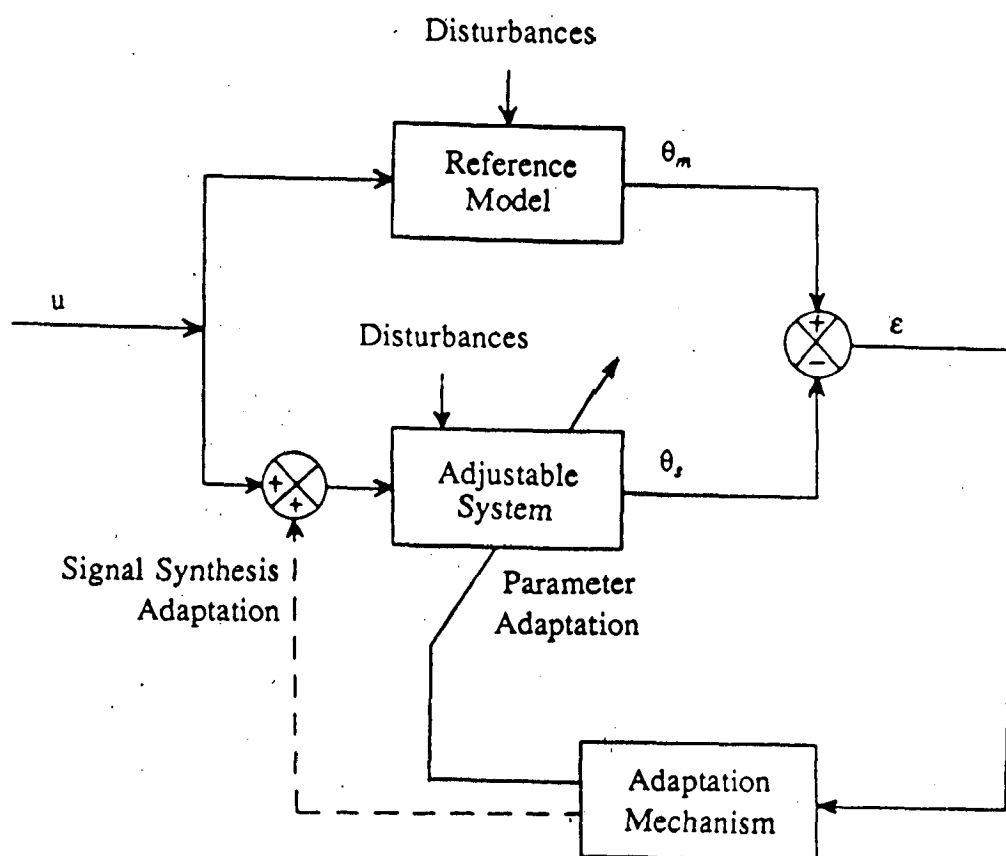 Disturbances
Reference
Model
θm
u
Disturbances
+
−
ε
+
+
Adjustable
System
θs
Signal Synthesis
Adaptation
Parameter
Adaptation
Adaptation
Mechanism